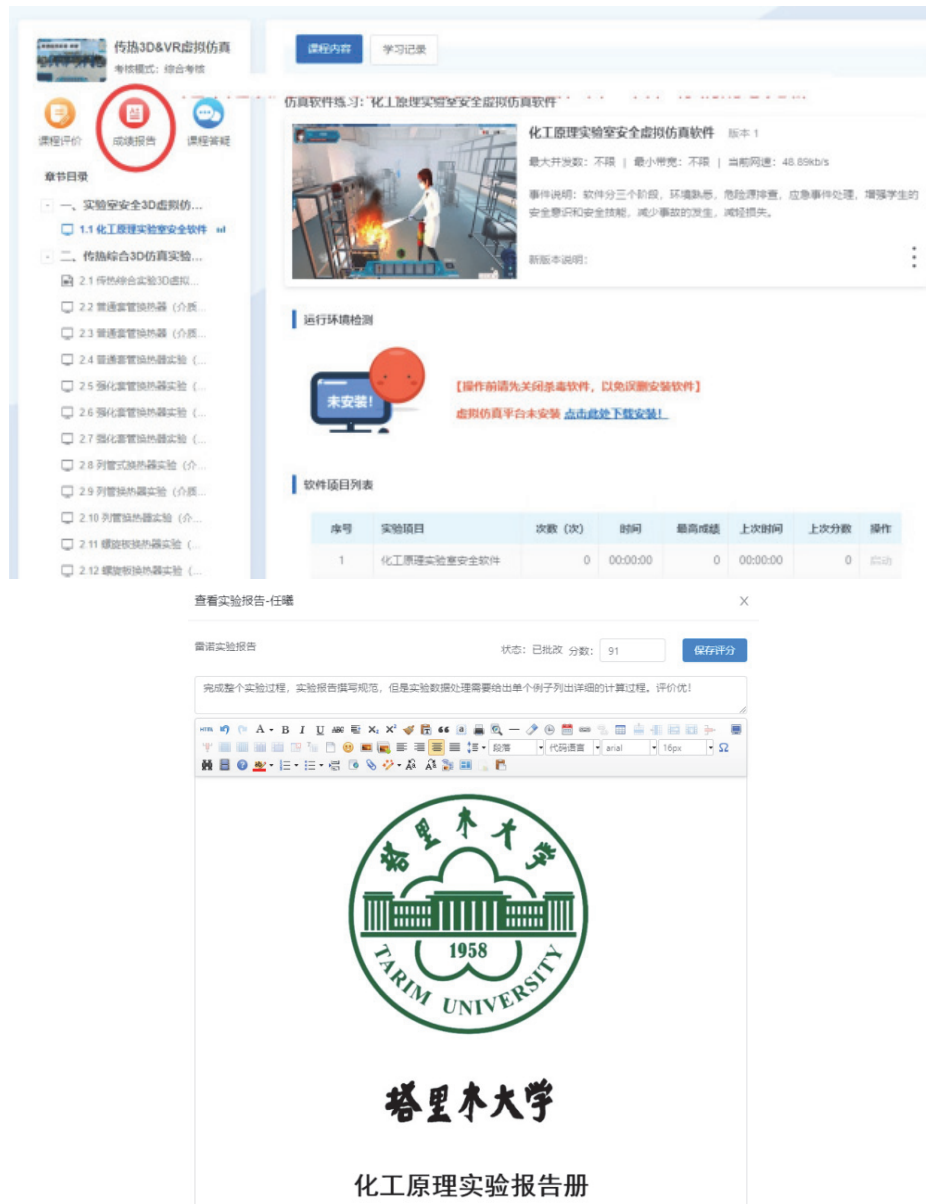 传热3D&VR虚拟仿真
考核模式：综合考核
课程评价
成绩报告
课程答疑
章节目录
一、实验室安全3D虚拟仿...
1.1 化工原理实验室安全软件
二、传热综合3D仿真实验...
2.1 传热综合实验3D虚拟...
2.2 普通套管换热器（介质...
2.3 普通套管换热器（介质...
2.4 普通套管换热器实验（...
2.5 强化套管换热器实验（...
2.6 强化套管换热器实验（...
2.7 强化套管换热器实验（...
2.8 列管式换热器实验（介...
2.9 列管换热器实验（介质...
2.10 列管换热器实验（介...
2.11 螺旋板换热器实验（...
2.12 螺旋板换热器实验（...
课程内容
学习记录
仿真软件练习：化工原理实验室安全虚拟仿真软件
化工原理实验室安全虚拟仿真软件 版本 1
最大并发数：不限 | 最小带宽：不限 | 当前网速：48.89kb/s
事件说明：软件分三个阶段，环境熟悉，危险源排查，应急事件处理，增强学生的
安全意识和安全技能，减少事故的发生，减轻损失。
新版本说明：
运行环境检测
未安装！
【操作前请先关闭杀毒软件，以免误删安装软件】
虚拟仿真平台未安装 点击此处下载安装！
软件项目列表
序号 实验项目 次数（次） 时间 最高成绩 上次时间 上次分数 操作
1 化工原理实验室安全软件 0 00:00:00 0 00:00:00 0 启动
查看实验报告-任曦
雷诺实验报告
状态：已批改 分数： 91 保存评分
完成整个实验过程，实验报告撰写规范，但是实验数据处理需要给出单个例子列出详细的计算过程。评价优！
HTML
段落 代码语言 arial 16px
塔里木大学
1958
TARIM UNIVERSITY
塔里木大学
化工原理实验报告册